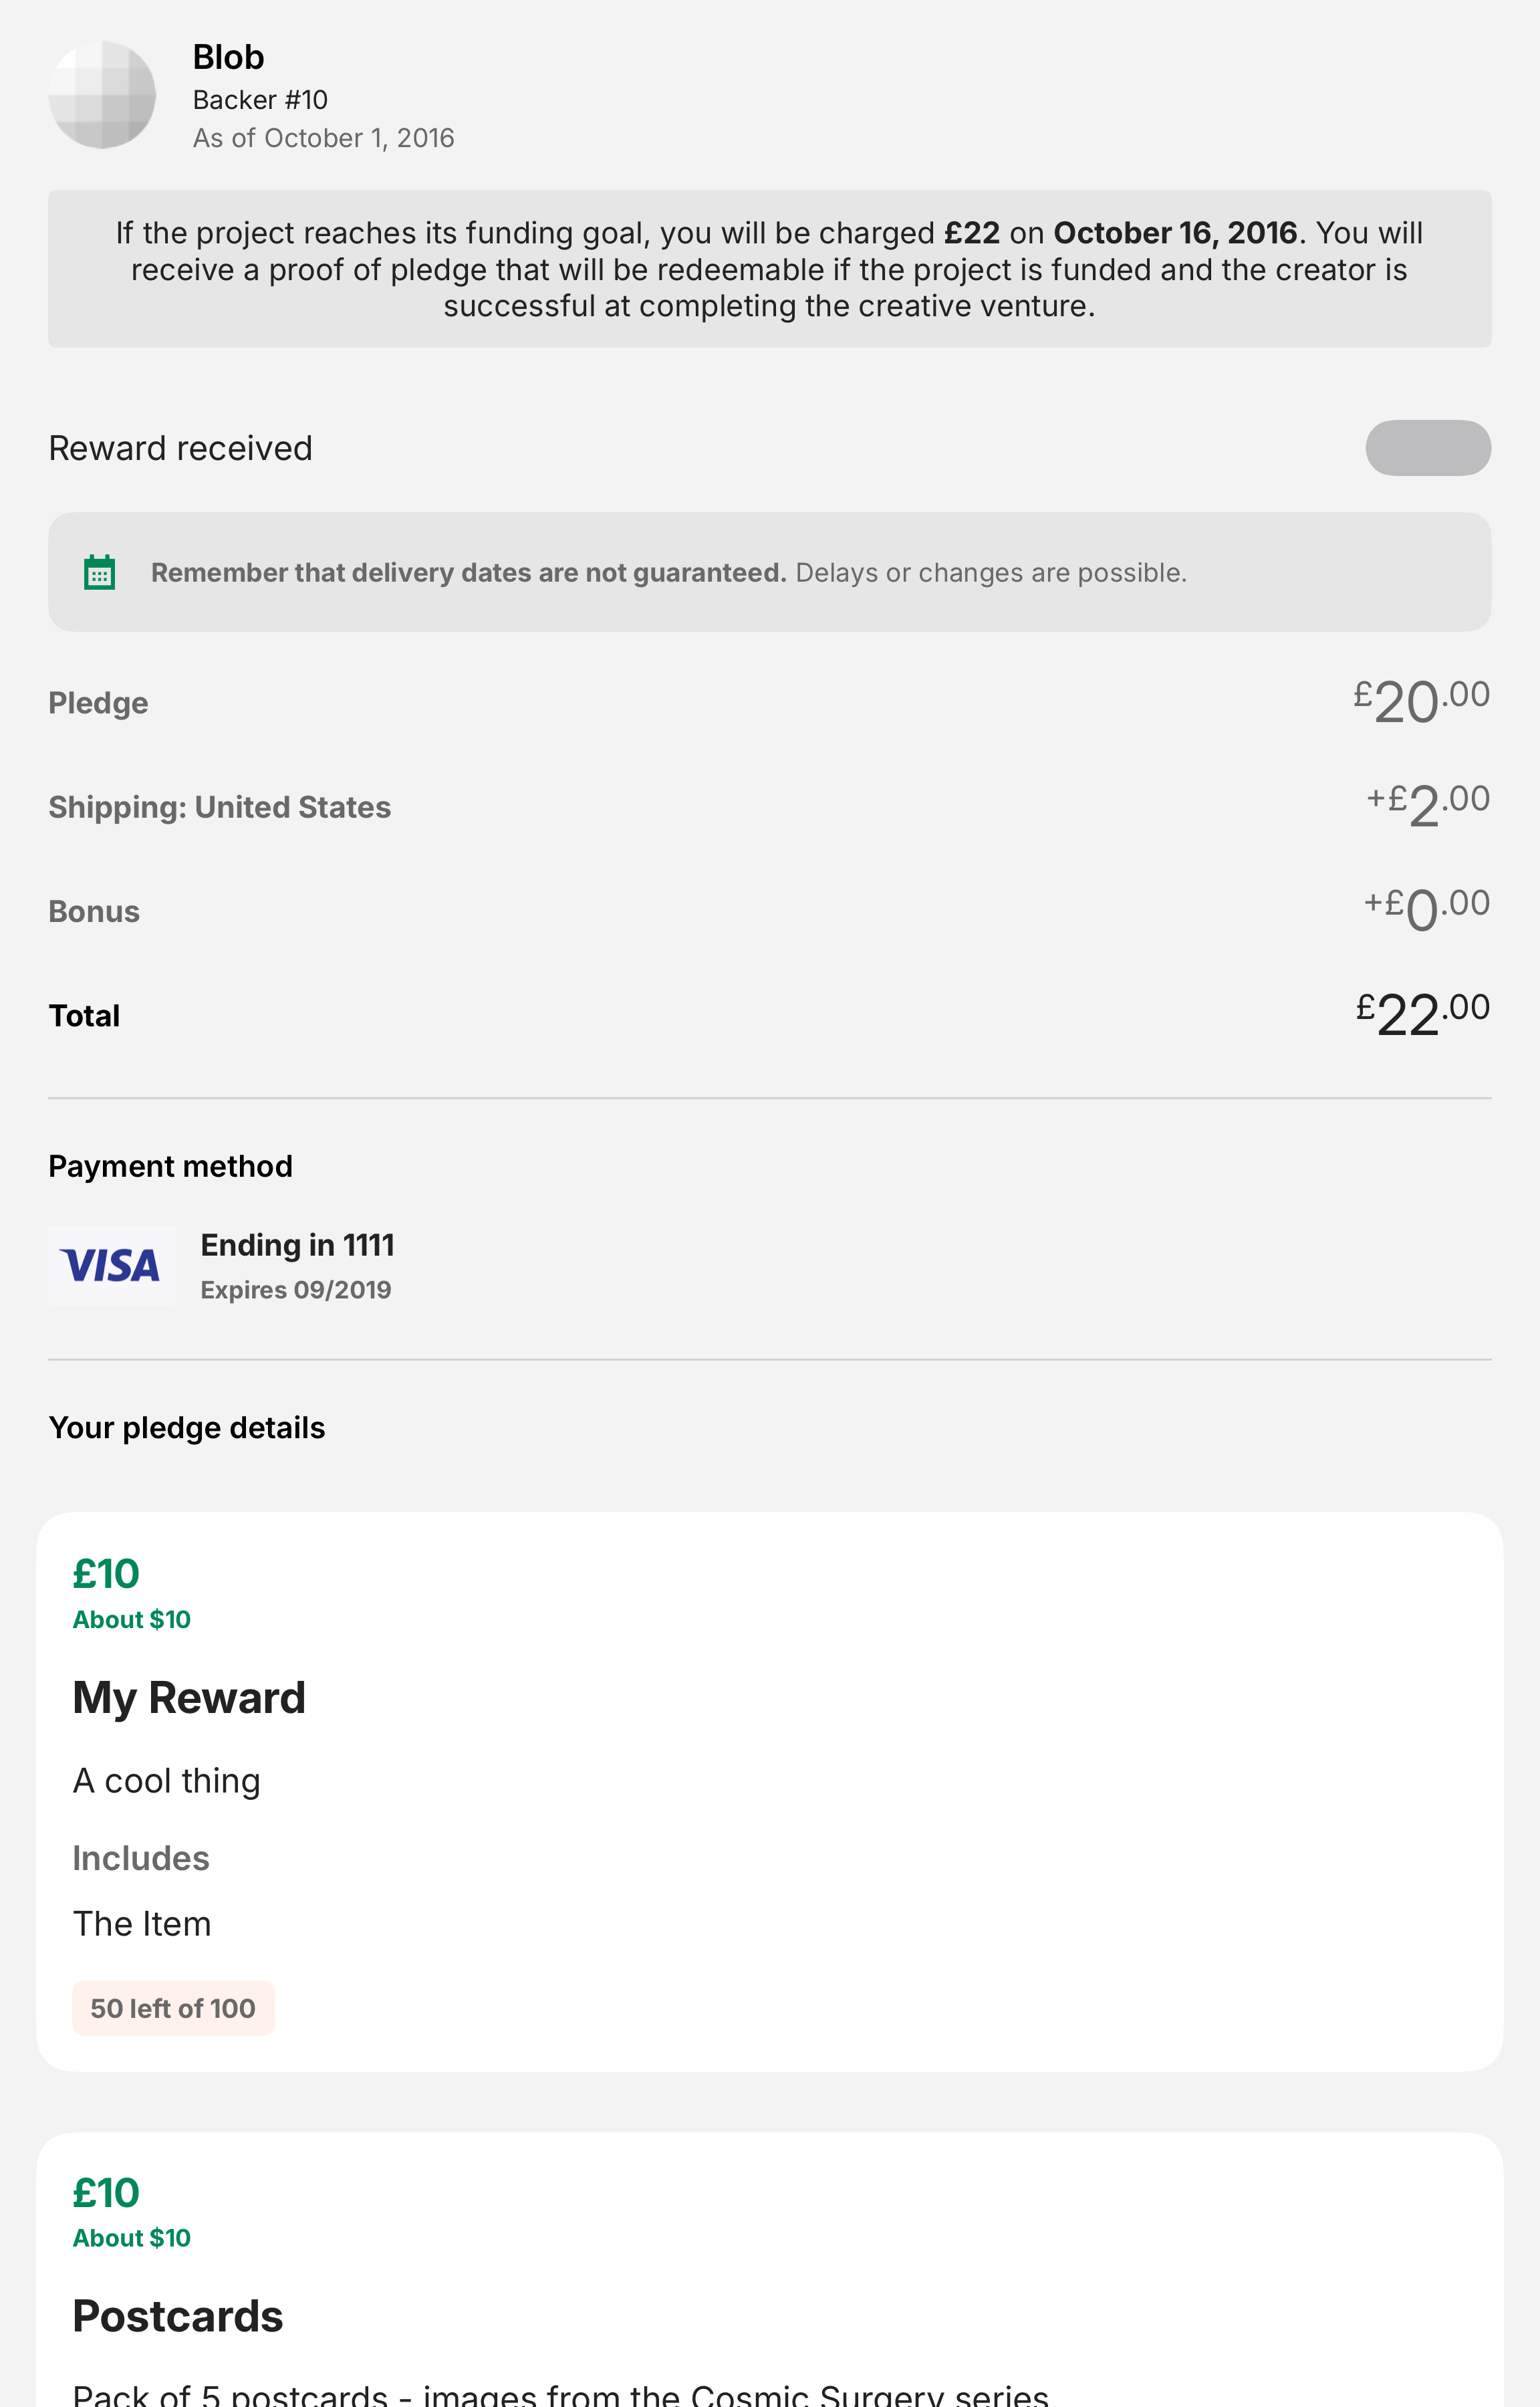 Blob
Backer #10
As of October 1, 2016
If the project reaches its funding goal, you will be charged £22 on October 16, 2016. You will
receive a proof of pledge that will be redeemable if the project is funded and the creator is
successful at completing the creative venture.
Reward received
Remember that delivery dates are not guaranteed. Delays or changes are possible.
Pledge
£20.00
Shipping: United States
+£2.00
Bonus
+£0.00
Total
£22.00
Payment method
VISA
Ending in 1111
Expires 09/2019
Your pledge details
£10
About $10
My Reward
A cool thing
Includes
The Item
50 left of 100
£10
About $10
Postcards
Pack of 5 postcards - images from the Cosmic Surgery series.